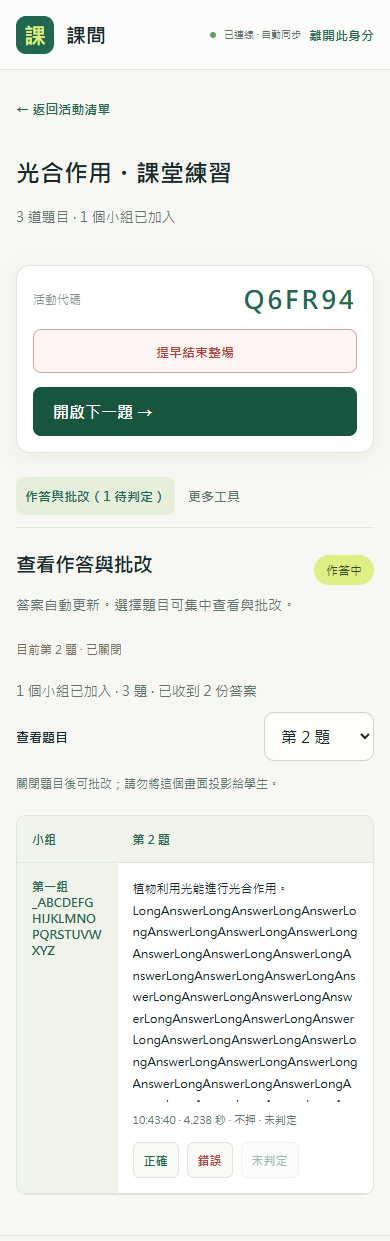 課 課間 已連線·自動同步 離開此身分
← 返回活動清單
光合作用·課堂練習
3 道題目·1 個小組已加入
活動代碼 Q6FR94
提早結束整場
開啟下一題 →
作答與批改（1 待判定） 更多工具
查看作答與批改 作答中
答案自動更新。選擇題目可集中查看與批改。
目前第 2 題·已關閉
1 個小組已加入·3 題·已收到 2 份答案
查看題目 第 2 題
關閉題目後可批改；請勿將這個畫面投影給學生。
小組 第 2 題
第一組
_ABCDEFG
HIJKLMNO
PQRSTUVW
XYZ
植物利用光能進行光合作用。
LongAnswerLongAnswerLongAnswerLo
ngAnswerLongAnswerLongAnswerLong
AnswerLongAnswerLongAnswerLongA
nswerLongAnswerLongAnswerLongAns
werLongAnswerLongAnswerLongAnsw
erLongAnswerLongAnswerLongAnswer
LongAnswerLongAnswerLongAnswerLo
ngAnswerLongAnswerLongAnswerLong
AnswerLongAnswerLongAnswerLongA
10:43:40·4.238 秒·不押·未判定
正確 錯誤 未判定